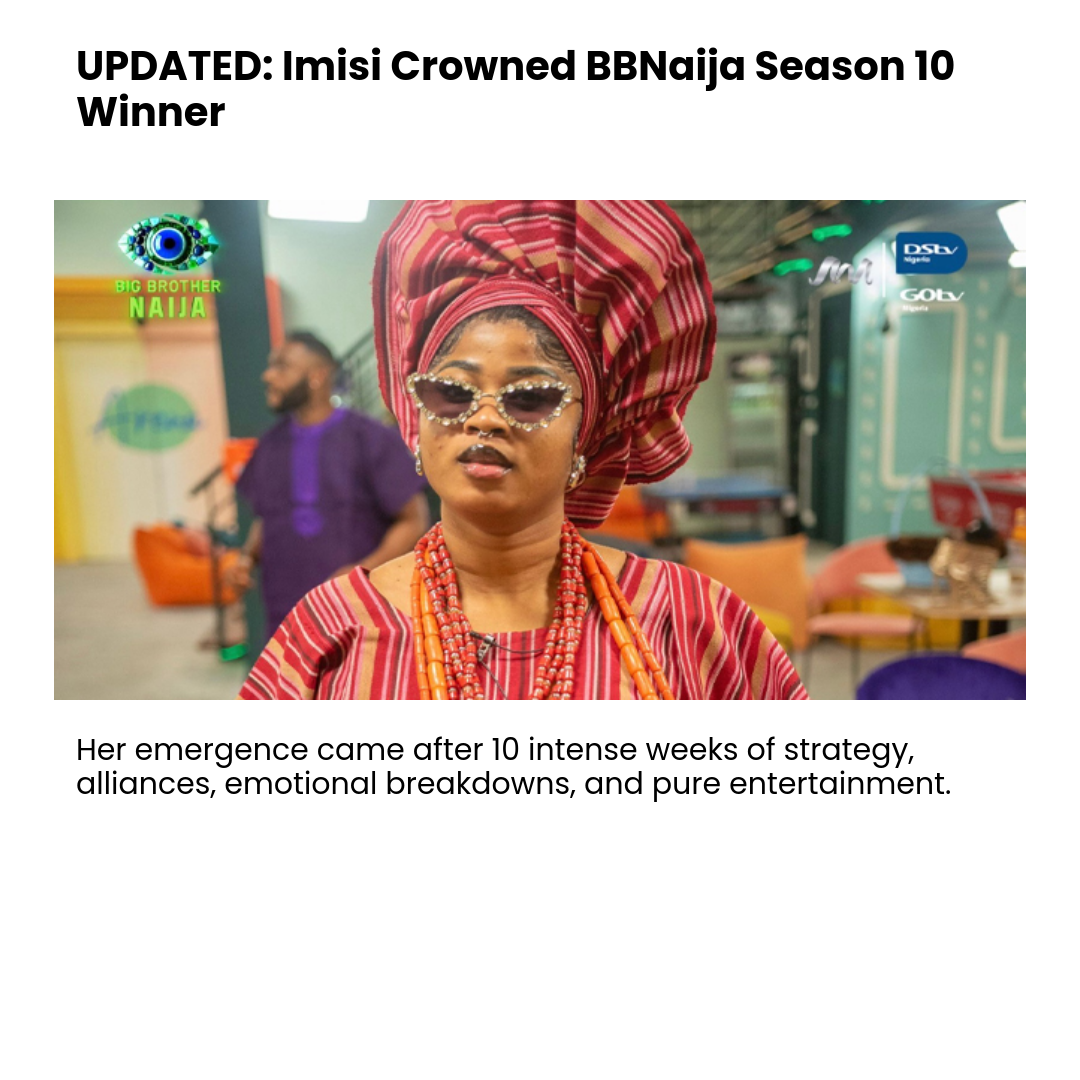 UPDATED: Imisi Crowned BBNaija Season 10
Winner
BIG BROTHER
NAIJA
DStv
Nigeria
GOtv
Nigeria
Her emergence came after 10 intense weeks of strategy,
alliances, emotional breakdowns, and pure entertainment.